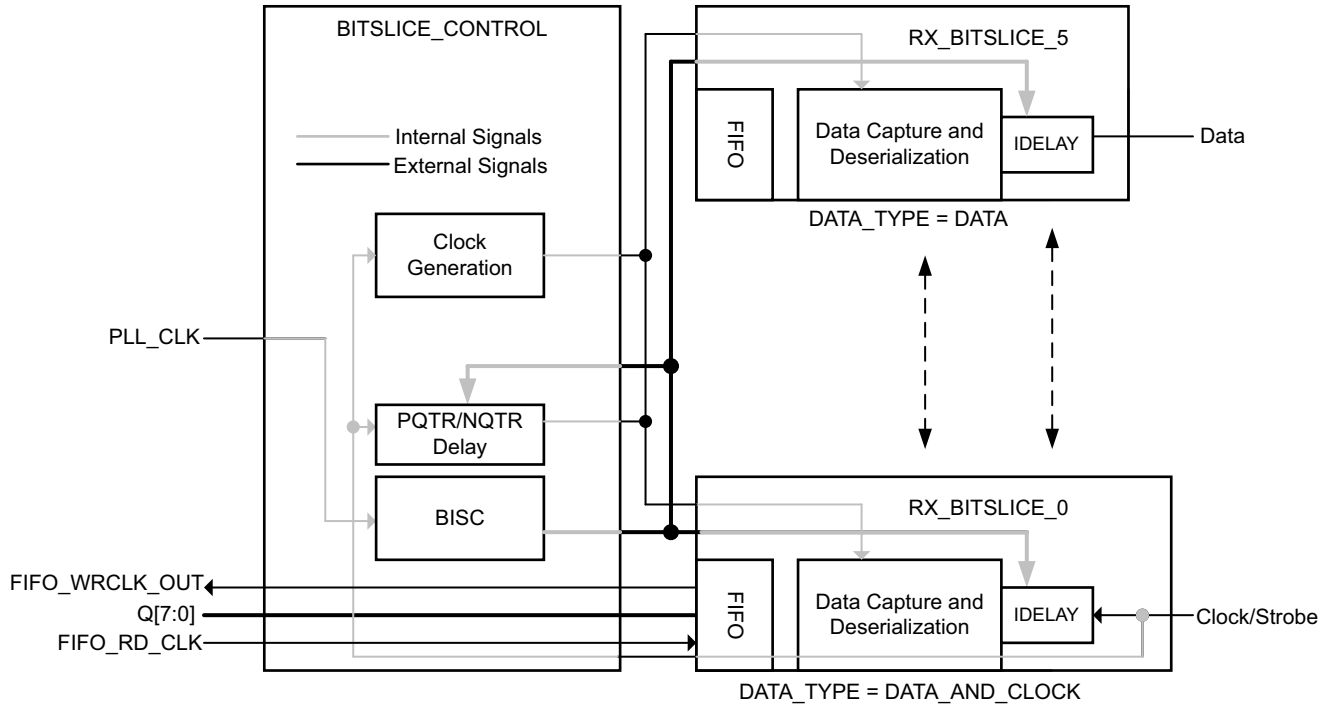 BITSLICE_CONTROL
RX_BITSLICE_5
Internal Signals
External Signals
FIFO
Data Capture and
Deserialization
IDELAY
Data
DATA_TYPE = DATA
Clock
Generation
PLL_CLK
PQTR/NQTR
Delay
BISC
RX_BITSLICE_0
FIFO_WRCLK_OUT
Q[7:0]
FIFO_RD_CLK
FIFO
Data Capture and
Deserialization
IDELAY
Clock/Strobe
DATA_TYPE = DATA_AND_CLOCK